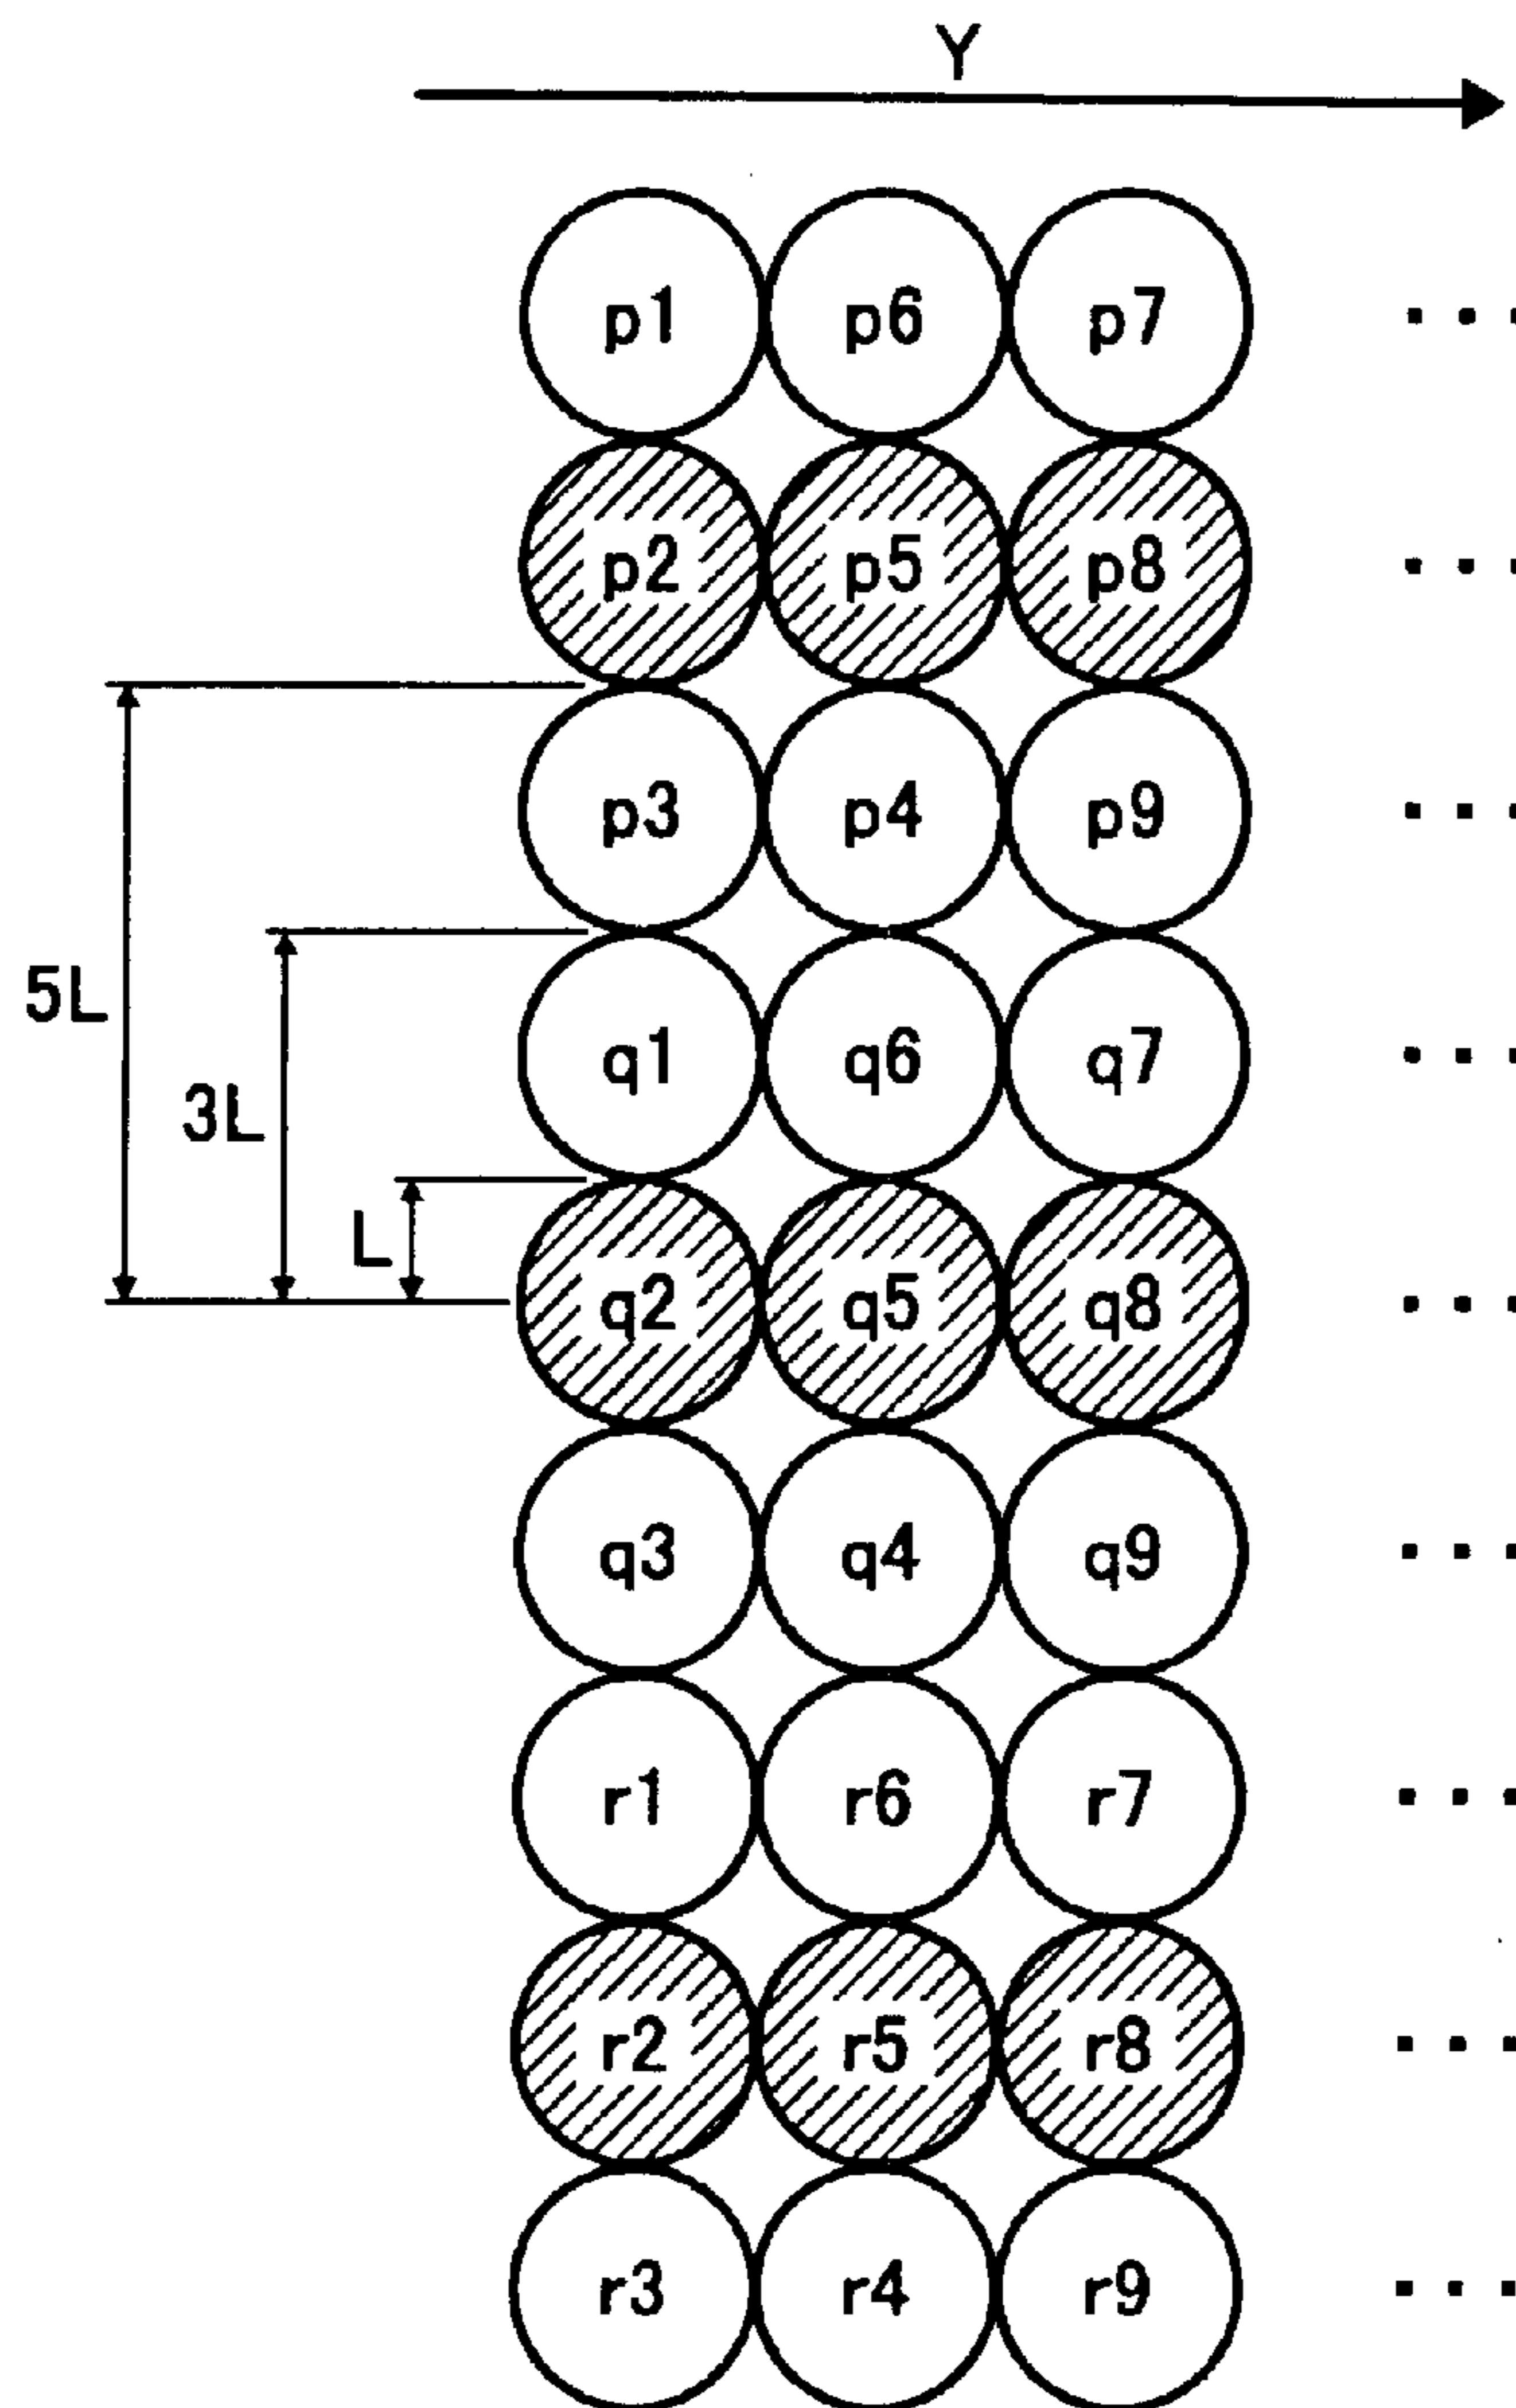 Y
p1 p6 p7 ...
p2 p5 p8 ...
p3 p4 p9 ...
5L
q1 q6 q7 ...
3L
L
q2 q5 q8 ...
q3 q4 q9 ...
r1 r6 r7 ...
r2 r5 r8 ...
r3 r4 r9 ...